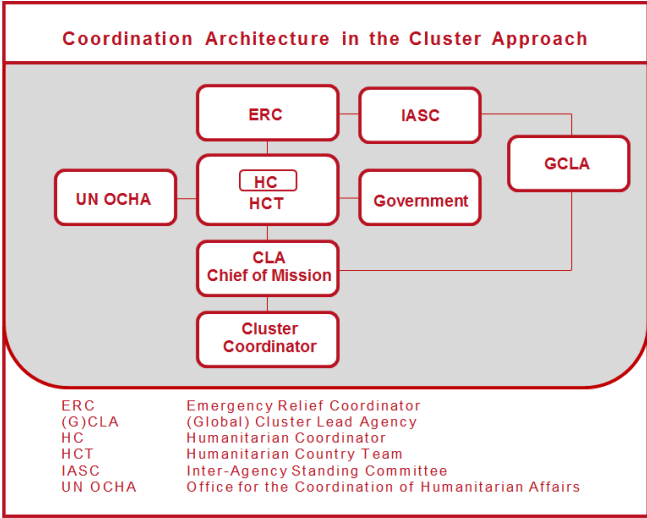 Coordination Architecture in the Cluster Approach
ERC
IASC
GCLA
HC
HCT
UN OCHA
Government
CLA
Chief of Mission
Cluster
Coordinator
ERC Emergency Relief Coordinator
(G)CLA (Global) Cluster Lead Agency
HC Humanitarian Coordinator
HCT Humanitarian Country Team
IASC Inter-Agency Standing Committee
UN OCHA Office for the Coordination of Humanitarian Affairs